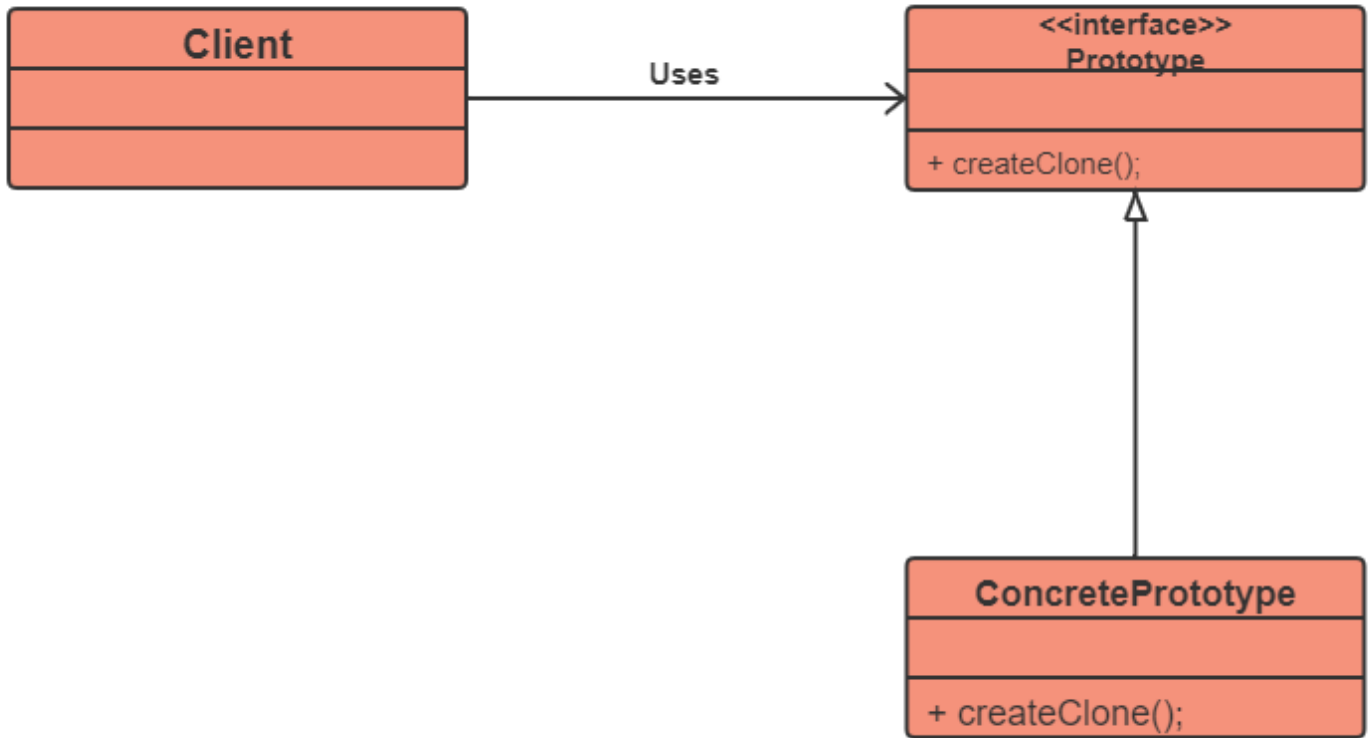 Client
Uses
<<interface>>
Prototype
+ createClone();
ConcretePrototype
+ createClone();